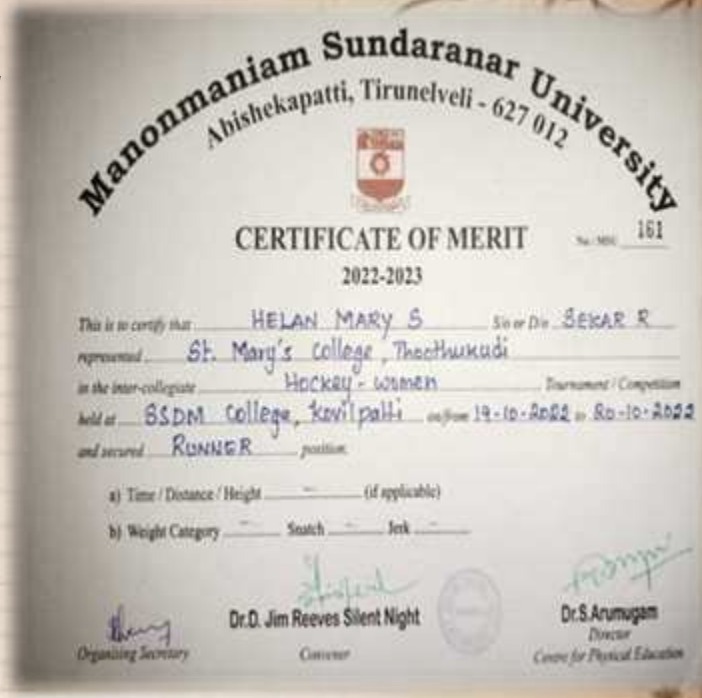 Manonmaniam Sundaranar University
Abishekapatti, Tirunelveli - 627 012
CERTIFICATE OF MERIT
No / MSU 161
2022-2023
This is to certify that HELAN MARY S S/o or D/o SEKAR R
represented St. Mary's College, Thoothukudi
in the inter-collegiate Hockey - women Tournament / Competition
held at SSDM College, Kovilpatti on/from 19-10-2022 to 20-10-2022
and secured RUNNER position.
a) Time / Distance / Height - (if applicable)
b) Weight Category - Snatch - Jerk -
Dr.D. Jim Reeves Silent Night
Dr.S.Arumugam
Organising Secretary
Convener
Director
Centre for Physical Education